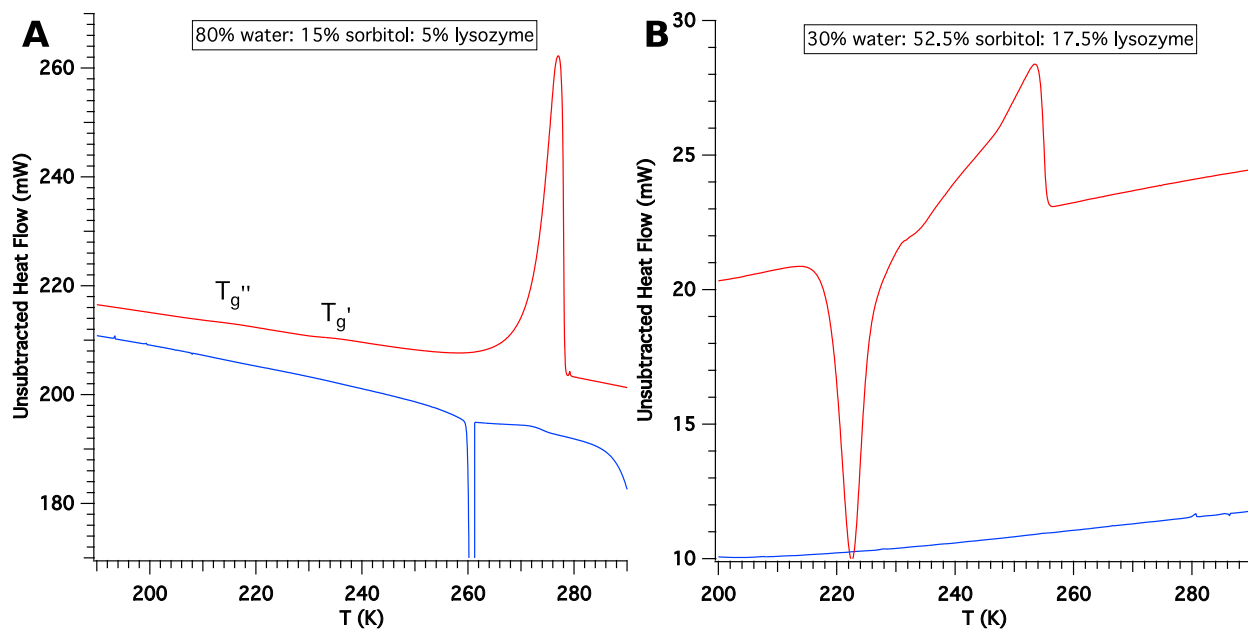 A
80% water: 15% sorbitol: 5% lysozyme
Unsubtracted Heat Flow (mW)
260
240
220
200
180
Tg''
Tg'
200
220
240
260
280
T (K)
B
30% water: 52.5% sorbitol: 17.5% lysozyme
Unsubtracted Heat Flow (mW)
30
25
20
15
10
200
220
240
260
280
T (K)